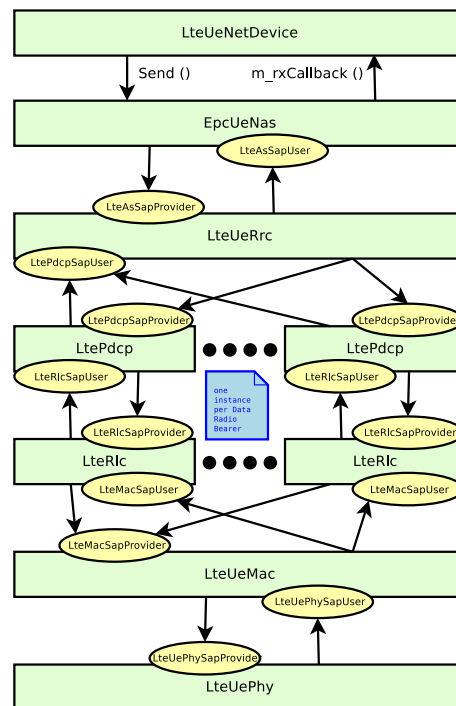 LteUeNetDevice
Send ()
m_rxCallback ()
EpcUeNas
LteAsSapUser
LteAsSapProvider
LteUeRrc
LtePdcpSapUser
LtePdcpSapProvider
LtePdcpSapProvider
LtePdcp
LtePdcp
LteRlcSapUser
LteRlcSapUser
one
instance
per Data
Radio
Bearer
LteRlcSapProvider
LteRlcSapProvider
LteRlc
LteRlc
LteMacSapUser
LteMacSapUser
LteMacSapProvider
LteUeMac
LteUePhySapUser
LteUePhySapProvider
LteUePhy